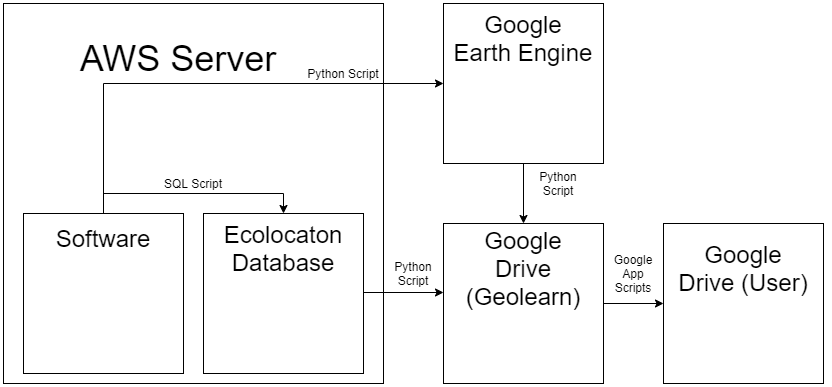 AWS Server
Google
Earth Engine
Python Script
SQL Script
Python
Script
Software
Ecolocaton
Database
Python
Script
Google
Drive
(Geolearn)
Google
App
Scripts
Google
Drive (User)